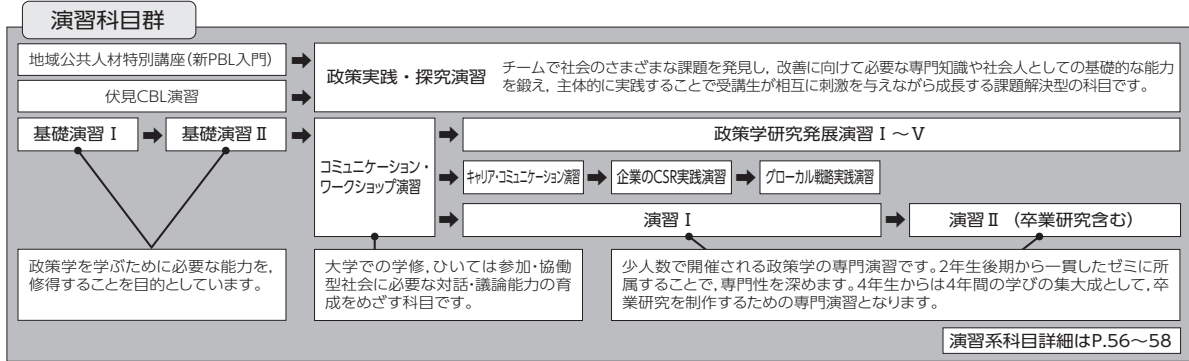 演習科目群
地域公共人材特別講座(新PBL入門)
伏見CBL演習
政策実践・探究演習
チームで社会のさまざまな課題を発見し，改善に向けて必要な専門知識や社会人としての基礎的な能力
を鍛え，主体的に実践することで受講生が相互に刺激を与えながら成長する課題解決型の科目です。
基礎演習Ⅰ
基礎演習Ⅱ
コミュニケーション・
ワークショップ演習
政策学研究発展演習Ⅰ～Ⅴ
キャリア・コミュニケーション演習
企業のCSR実践演習
グローカル戦略実践演習
演習Ⅰ
演習Ⅱ （卒業研究含む）
政策学を学ぶために必要な能力を，
修得することを目的としています。
大学での学修，ひいては参加・協働
型社会に必要な対話・議論能力の育
成をめざす科目です。
少人数で開催される政策学の専門演習です。2年生後期から一貫したゼミに所
属することで，専門性を深めます。4年生からは4年間の学びの集大成として，卒
業研究を制作するための専門演習となります。
演習系科目詳細はP.56～58